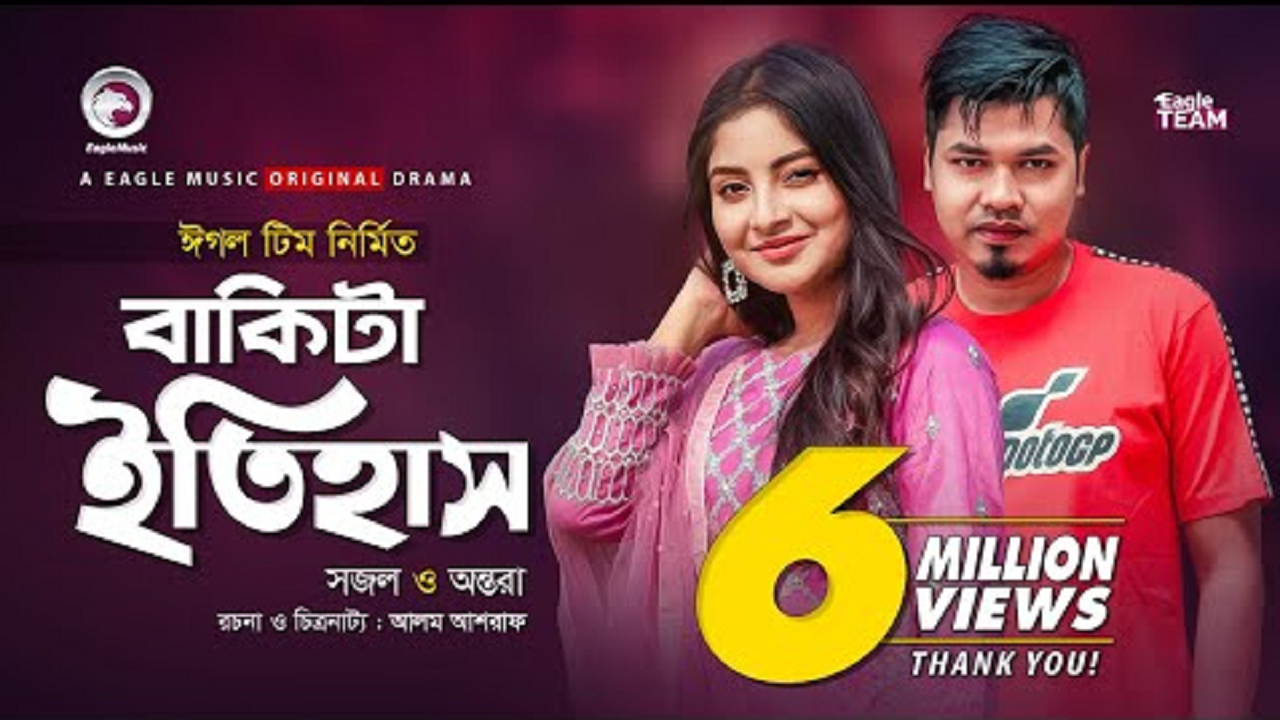 EagleMusic
Eagle
TEAM
A EAGLE MUSIC ORIGINAL DRAMA
ঈগল টিম নির্মিত
বাকিটা
ইতিহাস
সজল ও অন্তরা
রচনা ও চিত্রনাট্য : আলম আশরাফ
motoGP
6 MILLION
VIEWS
THANK YOU!